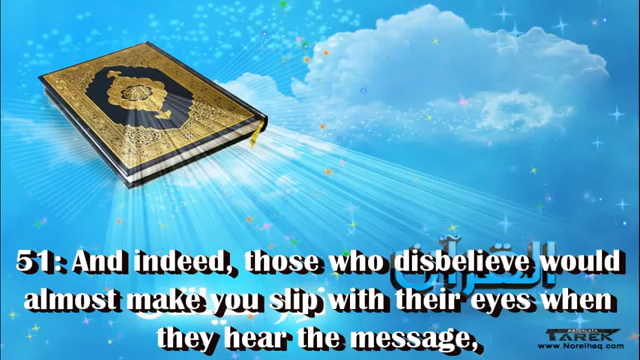 51: And indeed, those who disbelieve would
almost make you slip with their eyes when
they hear the message,
القرآن
TAREK
www.Norelhaq.com